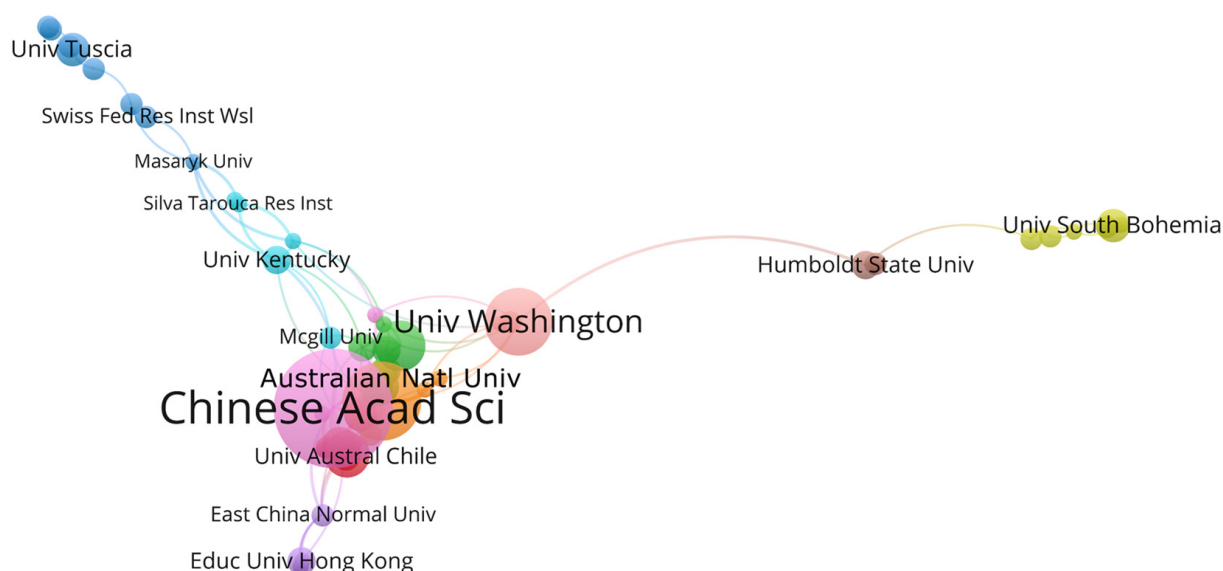 Univ Tuscia
Swiss Fed Res Inst Wsl
Masaryk Univ
Silva Tarouca Res Inst
Univ South Bohemia
Univ Kentucky
Humboldt State Univ
Univ Washington
Mcgill Univ
Australian Natl Univ
Chinese Acad Sci
Univ Austral Chile
East China Normal Univ
Educ Univ Hong Kong